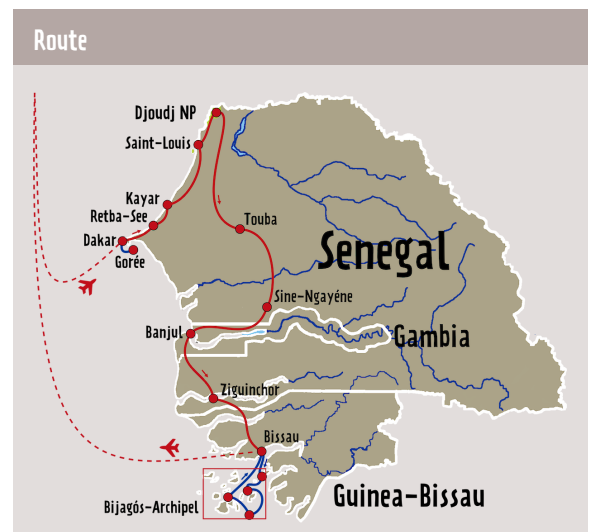 Route
Djoudj NP
Saint-Louis
Kayar
Retba-See
Touba
Dakar
Senegal
Gorée
Sine-Ngayéne
Banjul
Gambia
Ziguinchor
Bissau
Guinea-Bissau
Bijagós-Archipel